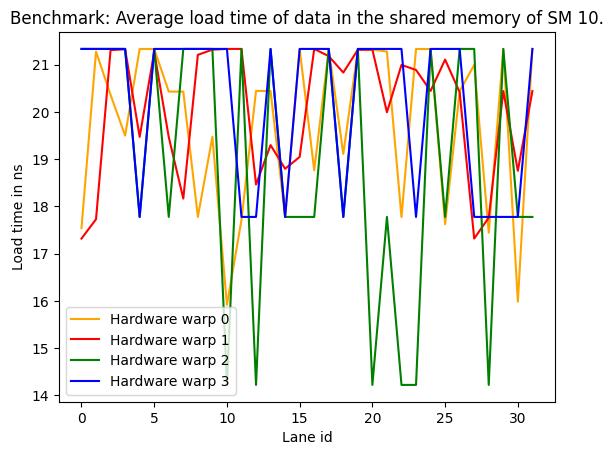 Benchmark: Average load time of data in the shared memory of SM 10.
21
20
19
18
17
16
15
14
Load time in ns
Hardware warp 0
Hardware warp 1
Hardware warp 2
Hardware warp 3
0 5 10 15 20 25 30
Lane id